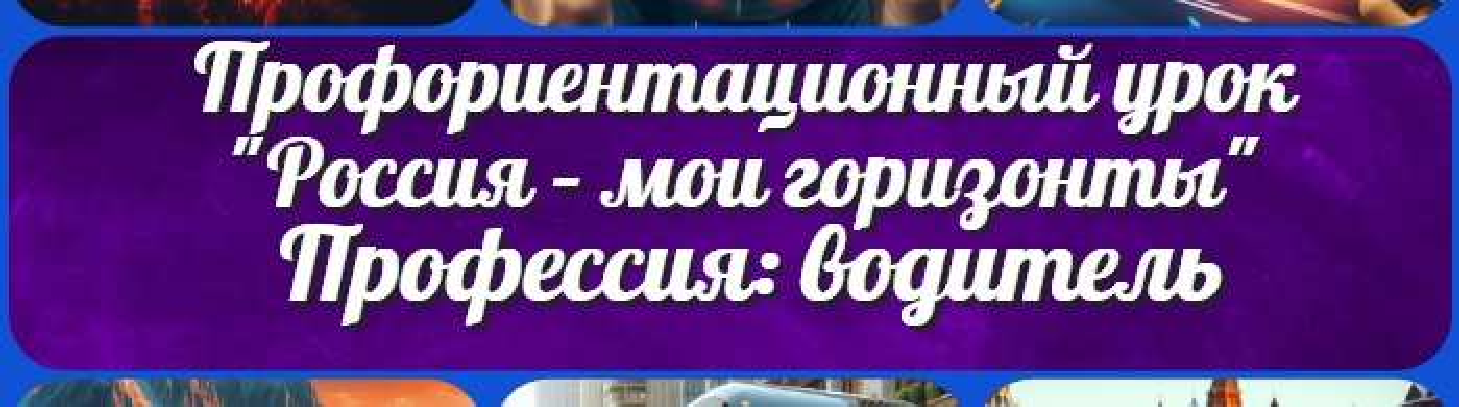 Профориентационный урок
"Россия - мои горизонты"
Профессия: водитель